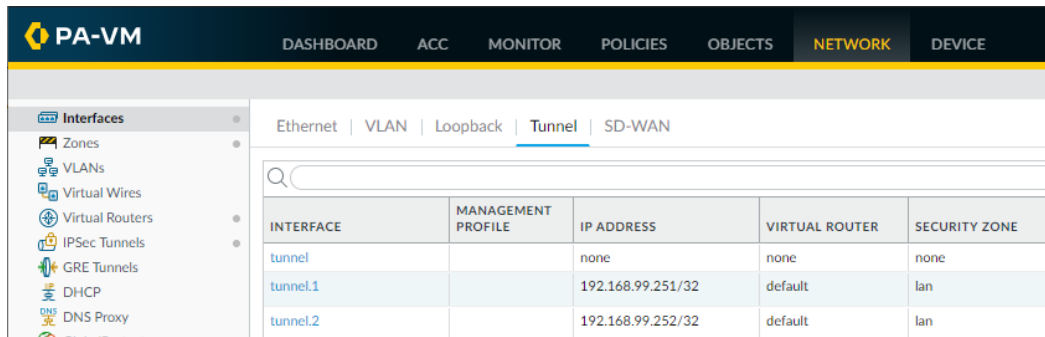 PA-VM
DASHBOARD ACC MONITOR POLICIES OBJECTS NETWORK DEVICE
Interfaces
Zones
VLANs
Virtual Wires
Virtual Routers
IPSec Tunnels
GRE Tunnels
DHCP
DNS Proxy
Ethernet | VLAN | Loopback | Tunnel | SD-WAN
INTERFACE MANAGEMENT PROFILE IP ADDRESS VIRTUAL ROUTER SECURITY ZONE
tunnel none none none
tunnel.1 192.168.99.251/32 default lan
tunnel.2 192.168.99.252/32 default lan